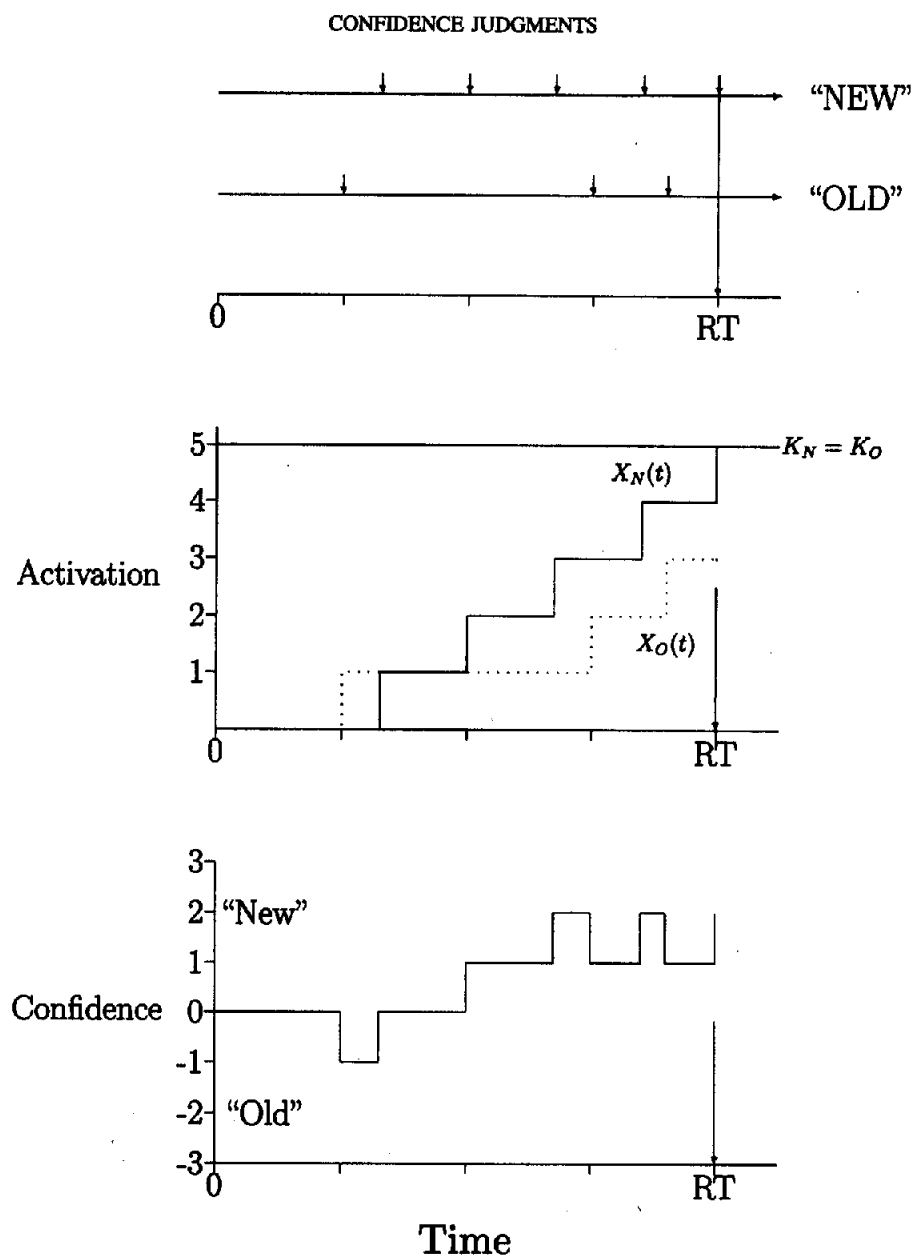 CONFIDENCE JUDGMENTS
“NEW”
“OLD”
0 RT
5 K_N = K_O
X_N(t)
4
3
Activation
2
X_O(t)
1
0 RT
3
2 “New”
1
Confidence 0
-1
-2 “Old”
-3
0 RT
Time